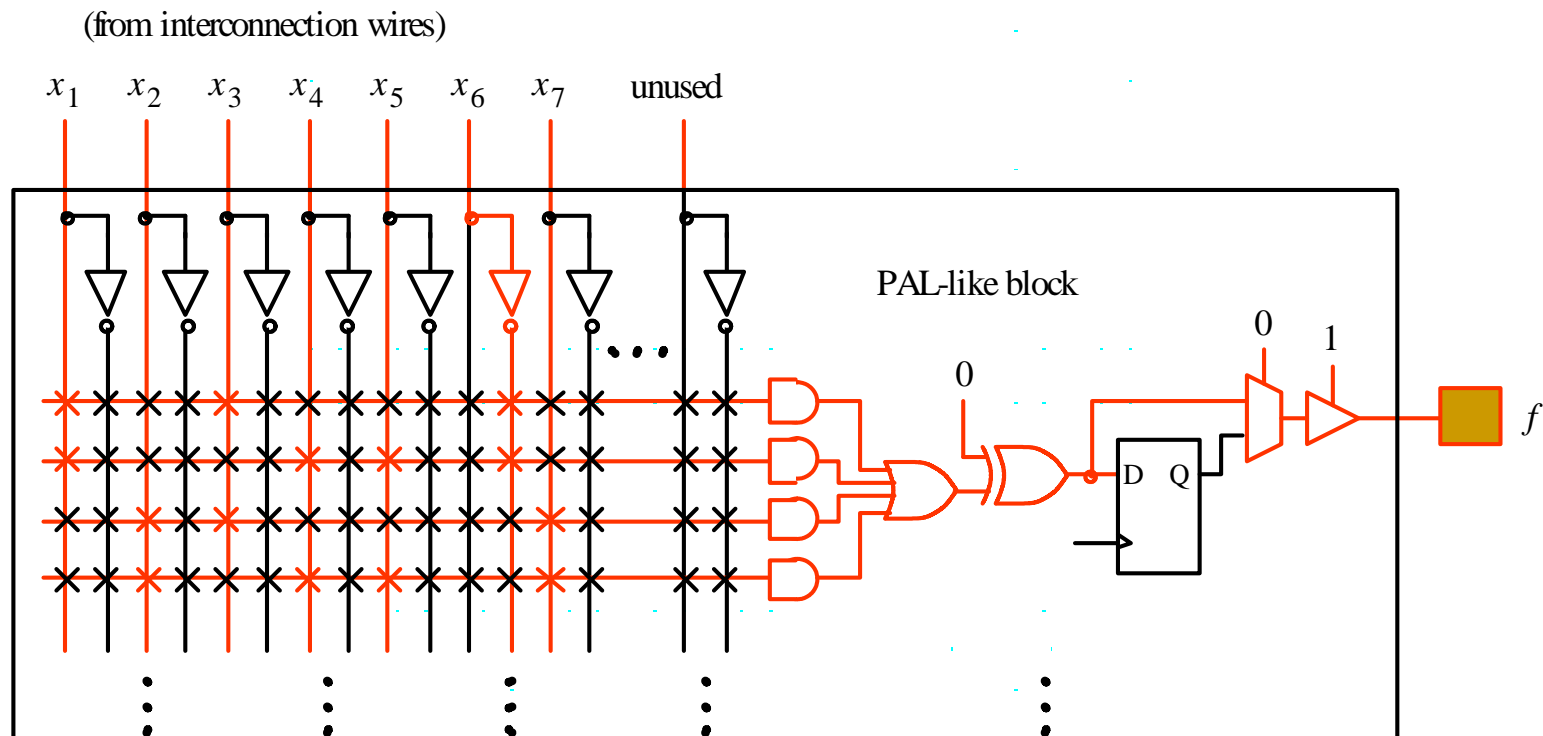 (from interconnection wires)
x1 x2 x3 x4 x5 x6 x7 unused
PAL-like block
0
1
0
f
D Q